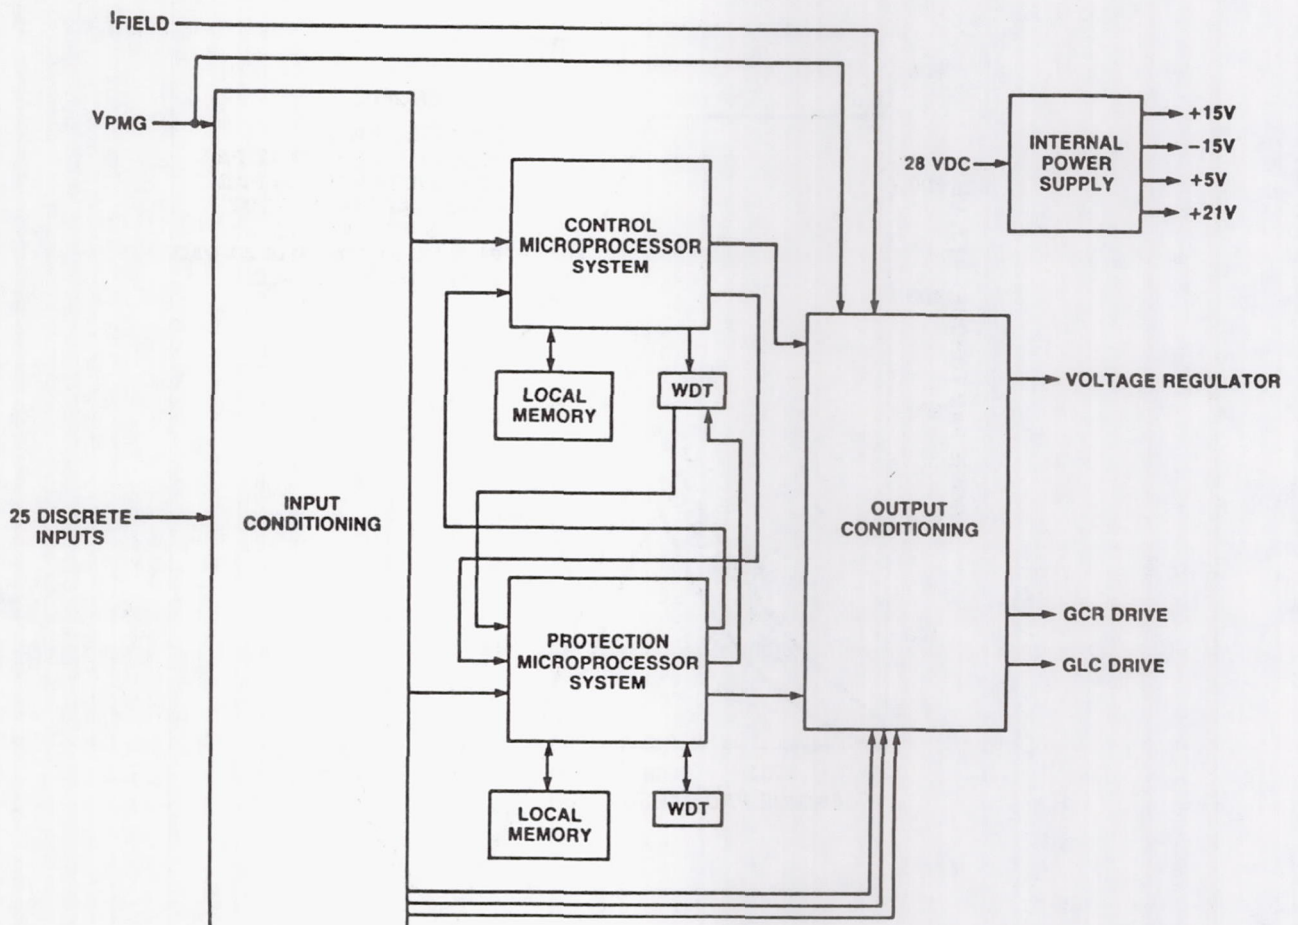 IFIELD
VPMG
+15V
INTERNAL
-15V
28 VDC
POWER
SUPPLY
+5V
+21V
CONTROL
MICROPROCESSOR
SYSTEM
LOCAL
MEMORY
WDT
VOLTAGE REGULATOR
25 DISCRETE
INPUTS
INPUT
CONDITIONING
OUTPUT
CONDITIONING
PROTECTION
MICROPROCESSOR
SYSTEM
GCR DRIVE
GLC DRIVE
LOCAL
MEMORY
WDT